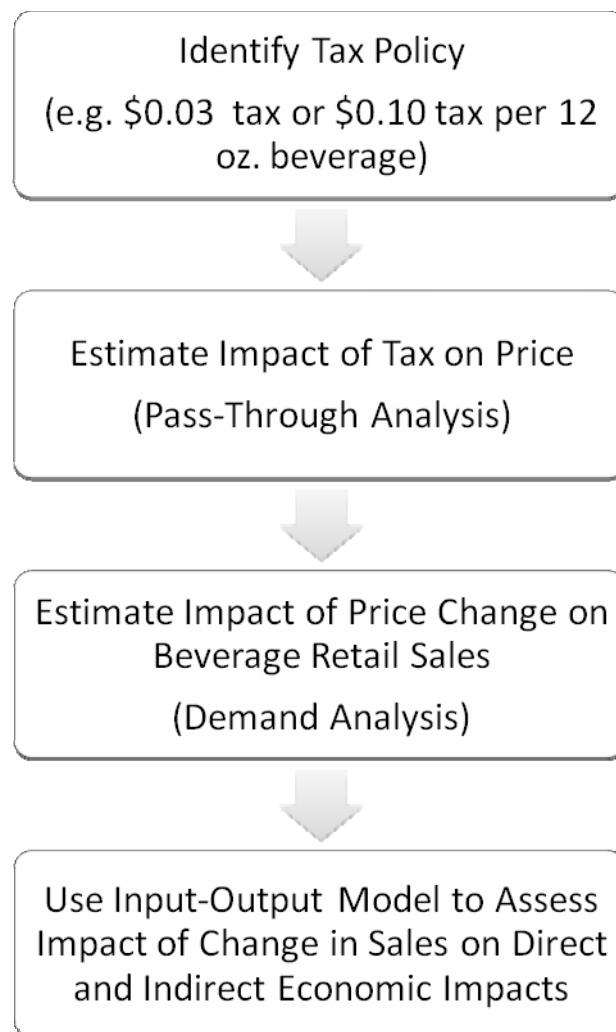 Identify Tax Policy
(e.g. $0.03 tax or $0.10 tax per 12
oz. beverage)
Estimate Impact of Tax on Price
(Pass-Through Analysis)
Estimate Impact of Price Change on
Beverage Retail Sales
(Demand Analysis)
Use Input-Output Model to Assess
Impact of Change in Sales on Direct
and Indirect Economic Impacts